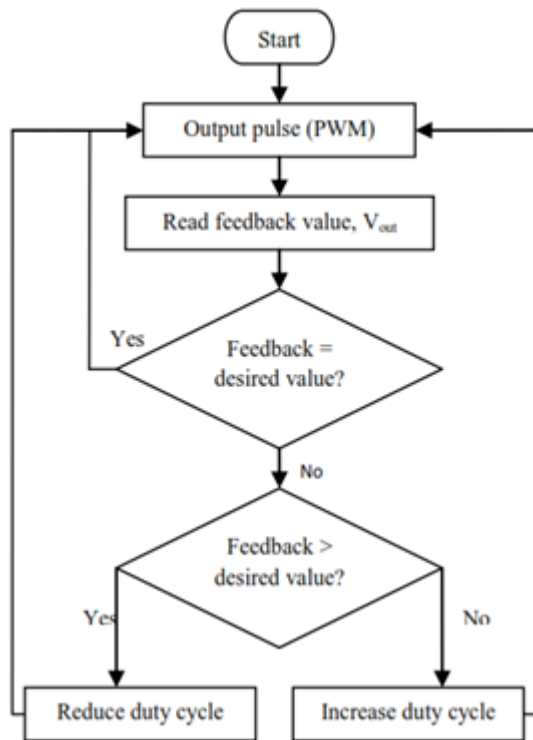 Start
Output pulse (PWM)
Read feedback value, Vout
Yes
Feedback =
desired value?
No
Feedback >
desired value?
Yes
No
Reduce duty cycle
Increase duty cycle